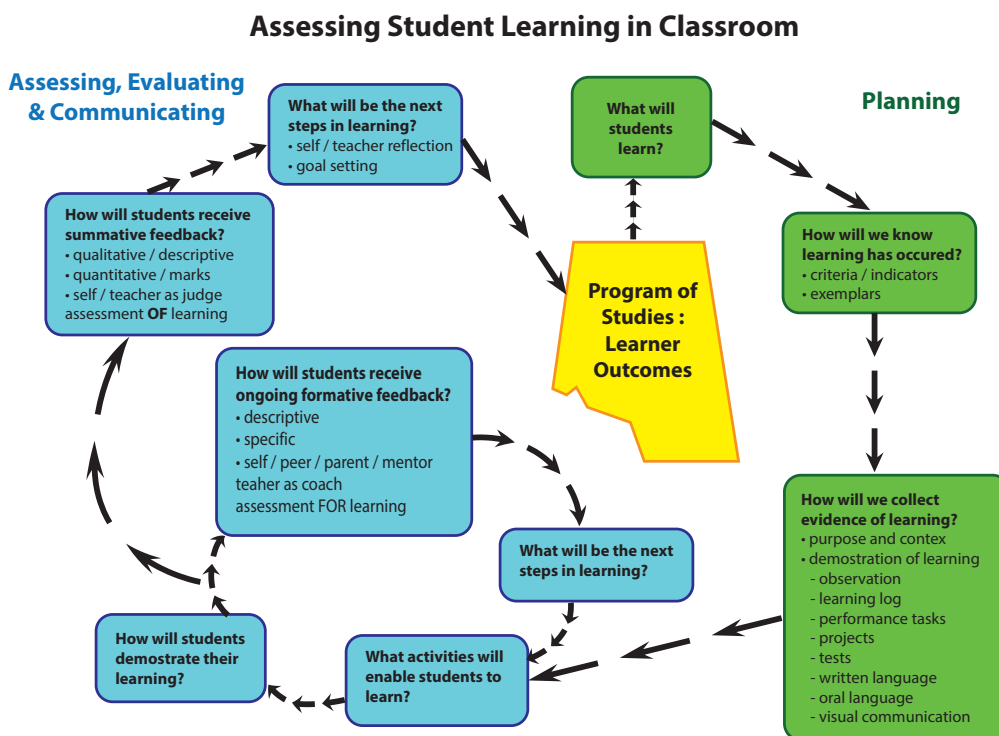 Assessing Student Learning in Classroom
Assessing, Evaluating
& Communicating
Planning
What will be the next
steps in learning?
• self / teacher reflection
• goal setting
What will
students
learn?
How will students receive
summative feedback?
• qualitative / descriptive
• quantitative / marks
• self / teacher as judge
assessment OF learning
How will we know
learning has occured?
• criteria / indicators
• exemplars
Program of
Studies :
Learner
Outcomes
How will students receive
ongoing formative feedback?
• descriptive
• specific
• self / peer / parent / mentor
teaher as coach
assessment FOR learning
How will we collect
evidence of learning?
• purpose and contex
• demostration of learning
- observation
- learning log
- performance tasks
- projects
- tests
- written language
- oral language
- visual communication
What will be the next
steps in learning?
How will students
demostrate their
learning?
What activities will
enable students to
learn?